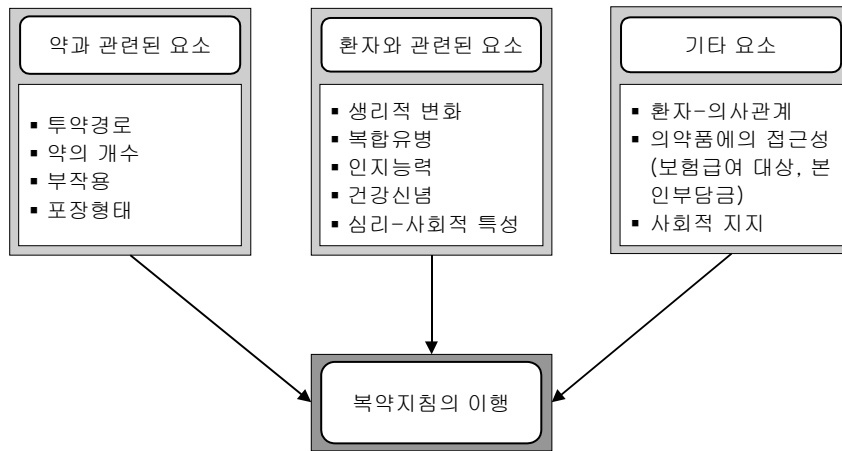 약과 관련된 요소
▪ 투약경로
▪ 약의 개수
▪ 부작용
▪ 포장형태
환자와 관련된 요소
▪ 생리적 변화
▪ 복합유병
▪ 인지능력
▪ 건강신념
▪ 심리-사회적 특성
기타 요소
▪ 환자-의사관계
▪ 의약품에의 접근성
(보험급여 대상, 본
인부담금)
▪ 사회적 지지
복약지침의 이행